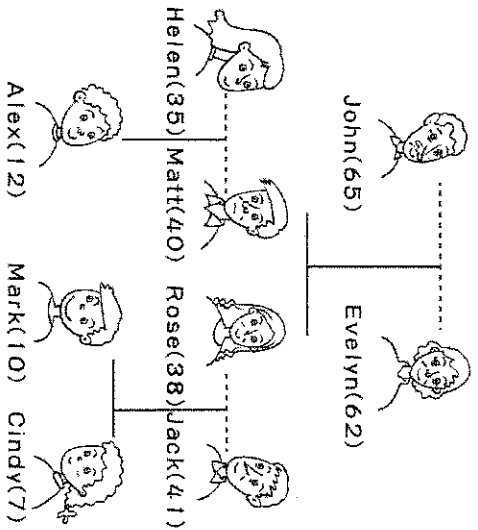 John(65) Evelyn(62)
Helen(35) Matt(40) Rose(38) Jack(41)
Alex(12) Mark(10) Cindy(7)